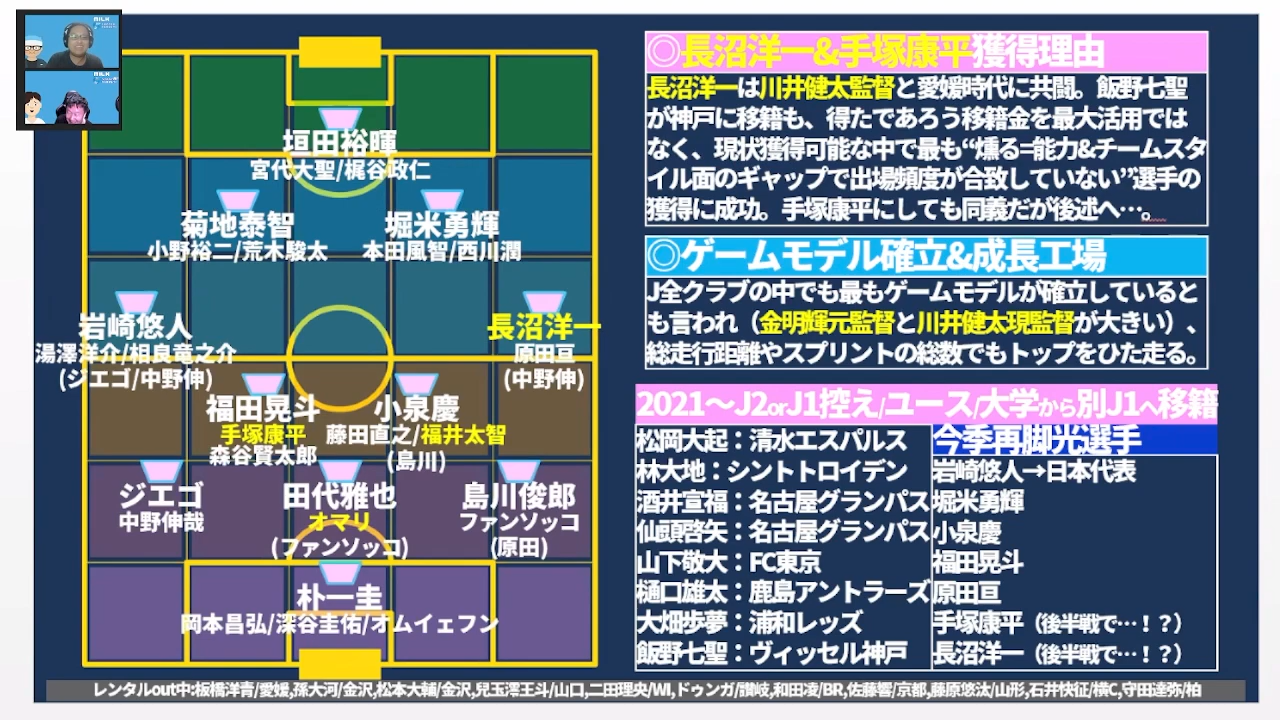 垣田裕暉
宮代大聖/梶谷政仁
菊地泰智
堀米勇輝
小野裕二/荒木駿太
本田風智/西川潤
岩崎悠人
長沼洋一
湯澤洋介/相良竜之介
原田亘
(ジエゴ/中野伸)
(中野伸)
福田晃斗
小泉慶
手塚康平
藤田直之/福井太智
森谷賢太郎
(島川)
ジエゴ
田代雅也
島川俊郎
中野伸哉
オマリ
ファンソッコ
(ファンソッコ)
(原田)
朴一圭
岡本昌弘/深谷圭佑/オムイェフン
◎長沼洋一&手塚康平獲得理由
長沼洋一は川井健太監督と愛媛時代に共闘。飯野七聖
が神戸に移籍も、得たであろう移籍金を最大活用では
なく、現状獲得可能な中で最も“燻る=能力&チームスタ
イル面のギャップで出場頻度が合致していない”選手の
獲得に成功。手塚康平にしても同義だが後述へ…。
◎ゲームモデル確立&成長工場
J全クラブの中でも最もゲームモデルが確立していると
も言われ（金明輝元監督と川井健太現監督が大きい）、
総走行距離やスプリントの総数でもトップをひた走る。
2021〜J2orJ1控え/ユース/大学から別J1へ移籍
松岡大起：清水エスパルス
林大地：シントトロイデン
酒井宣福：名古屋グランパス
仙頭啓矢：名古屋グランパス
山下敬大：FC東京
樋口雄太：鹿島アントラーズ
大畑歩夢：浦和レッズ
飯野七聖：ヴィッセル神戸
今季再脚光選手
岩崎悠人→日本代表
堀米勇輝
小泉慶
福田晃斗
原田亘
手塚康平（後半戦で…！？）
長沼洋一（後半戦で…！？）
レンタルout中:板橋洋青/愛媛,孫大河/金沢,松本大輔/金沢,兒玉澪王斗/山口,二田理央/WI,ドゥンガ/讃岐,和田凌/BR,佐藤響/京都,藤原悠汰/山形,石井快征/横C,守田達弥/柏